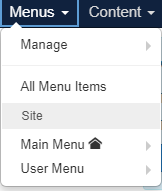 Menus Content
Manage
All Menu Items
Site
Main Menu
User Menu